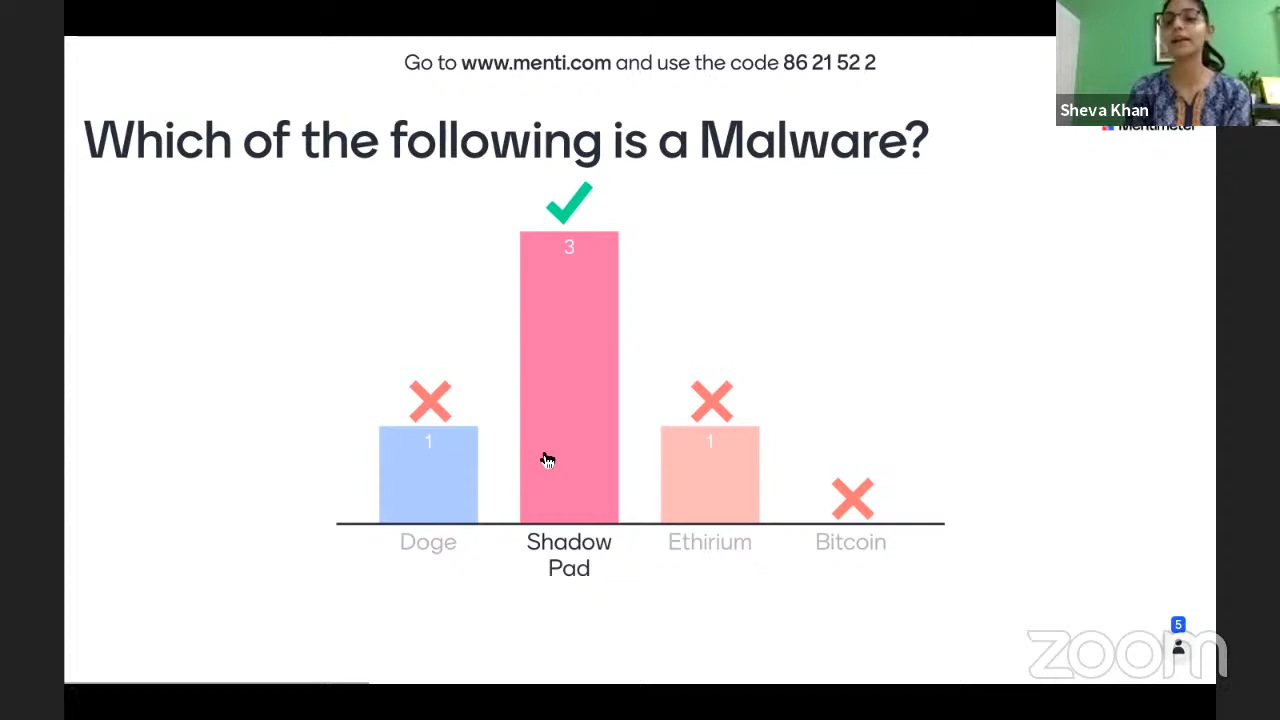 Go to www.menti.com and use the code 86 21 52 2
Sheva Khan
Mentimeter
Which of the following is a Malware?
3
1
1
Doge
Shadow
Pad
Ethirium
Bitcoin
5
zoom